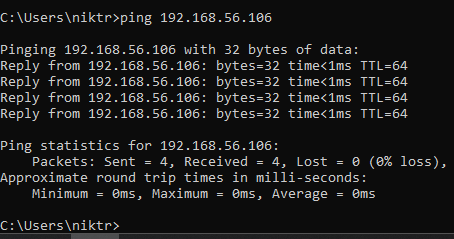 C:\Users\niktr>ping 192.168.56.106
Pinging 192.168.56.106 with 32 bytes of data:
Reply from 192.168.56.106: bytes=32 time<1ms TTL=64
Reply from 192.168.56.106: bytes=32 time<1ms TTL=64
Reply from 192.168.56.106: bytes=32 time<1ms TTL=64
Reply from 192.168.56.106: bytes=32 time<1ms TTL=64
Ping statistics for 192.168.56.106:
    Packets: Sent = 4, Received = 4, Lost = 0 (0% loss),
Approximate round trip times in milli-seconds:
    Minimum = 0ms, Maximum = 0ms, Average = 0ms
C:\Users\niktr>